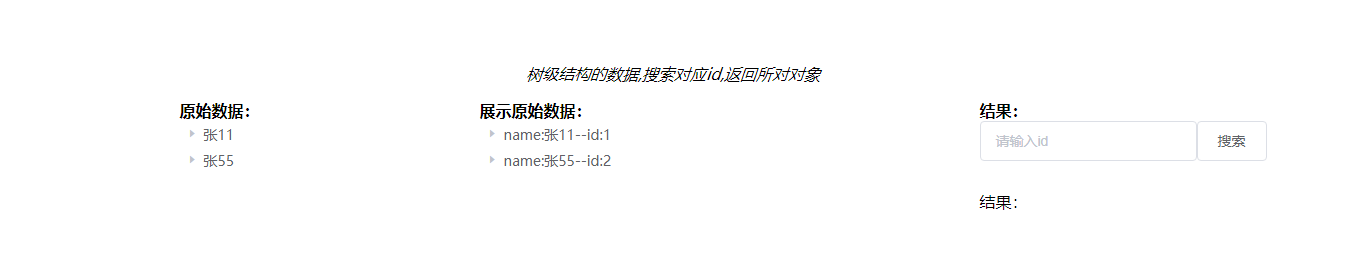 树级结构的数据,搜索对应id,返回所对对象
原始数据：
张11
张55
展示原始数据：
name:张11--id:1
name:张55--id:2
结果：
请输入id
搜索
结果：